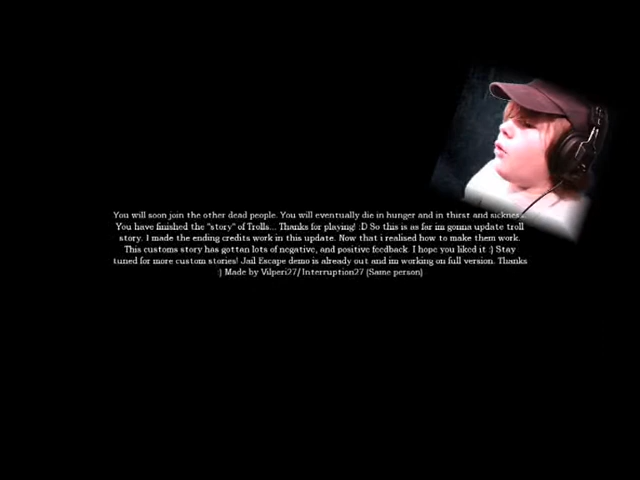 You will soon join the other dead people. You will eventually die in hunger and in thirst and sickness.
You have finished the "story" of Trolls... Thanks for playing! :D So this is as far im gonna update troll
story. I made the ending credits work in this update. Now that i realised how to make them work.
This customs story has gottan lots of negative, and positive feedback. I hope you liked it :] Stay
tuned for more custom stories! Jail Escape demo is already out and im working on full version. Thanks
:) Made by Vilperi27/Interruption27 (Same person)